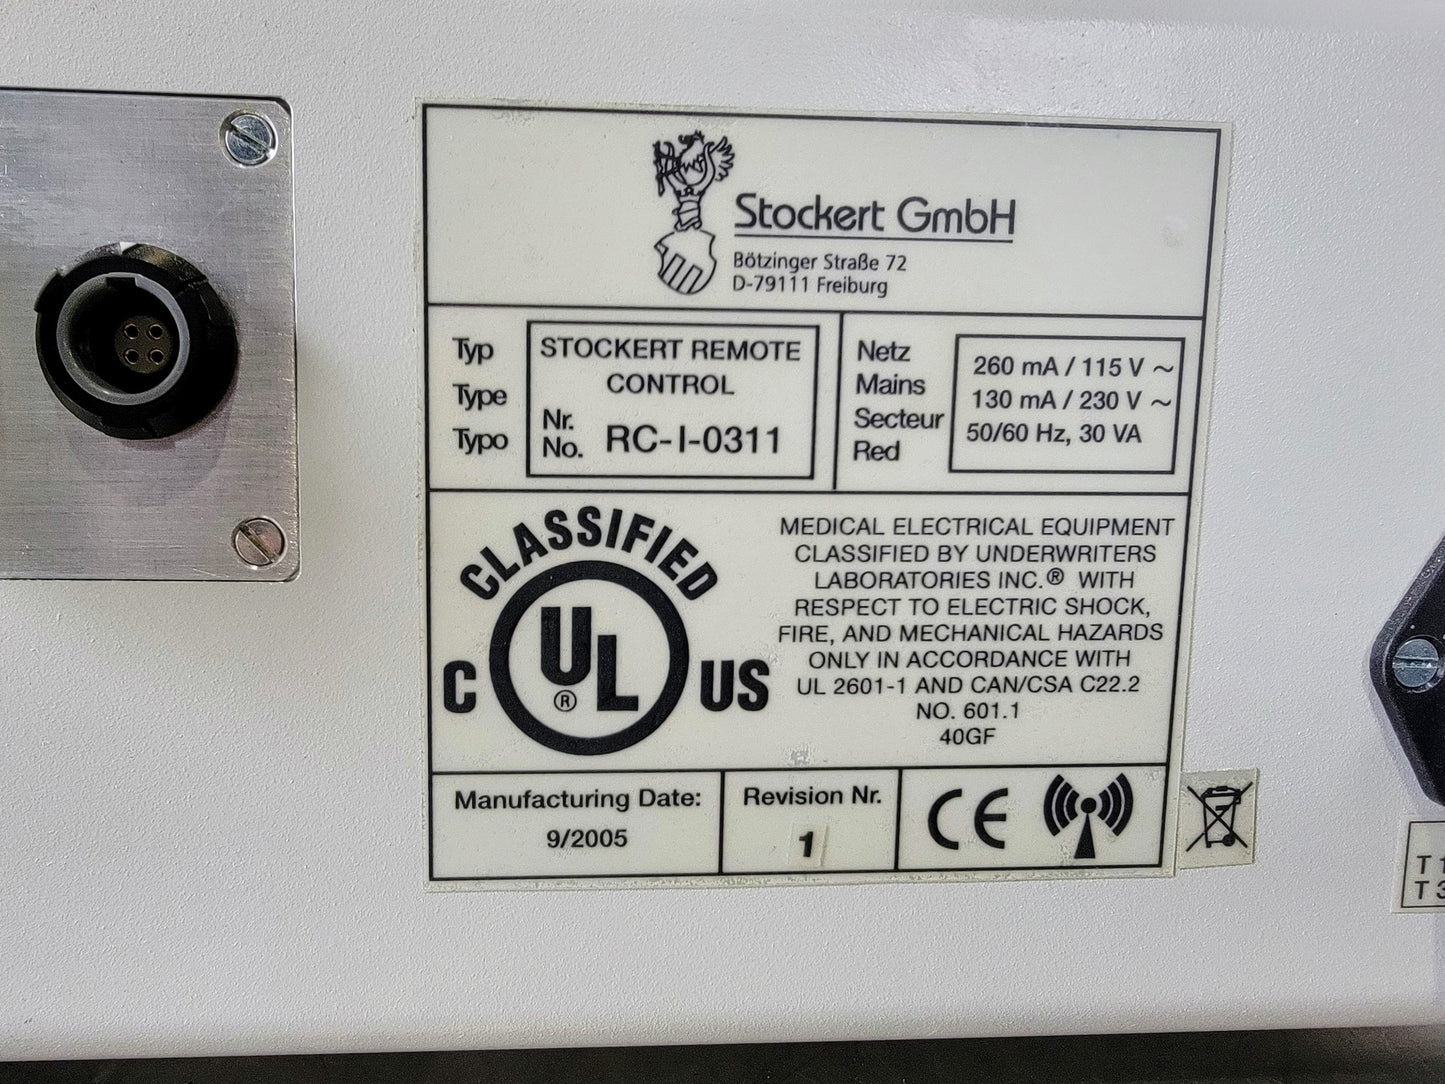 Stockert GmbH
Bötzinger Straße 72
D-79111 Freiburg
Typ
Type
Typo
STOCKERT REMOTE
CONTROL
Nr.
No. RC-I-0311
Netz
Mains
Secteur
Red
260 mA / 115 V ~
130 mA / 230 V ~
50/60 Hz, 30 VA
CLASSIFIED
C UL® US
MEDICAL ELECTRICAL EQUIPMENT
CLASSIFIED BY UNDERWRITERS
LABORATORIES INC.® WITH
RESPECT TO ELECTRIC SHOCK,
FIRE, AND MECHANICAL HAZARDS
ONLY IN ACCORDANCE WITH
UL 2601-1 AND CAN/CSA C22.2
NO. 601.1
40GF
Manufacturing Date:
9/2005
Revision Nr.
1
CE
T
T